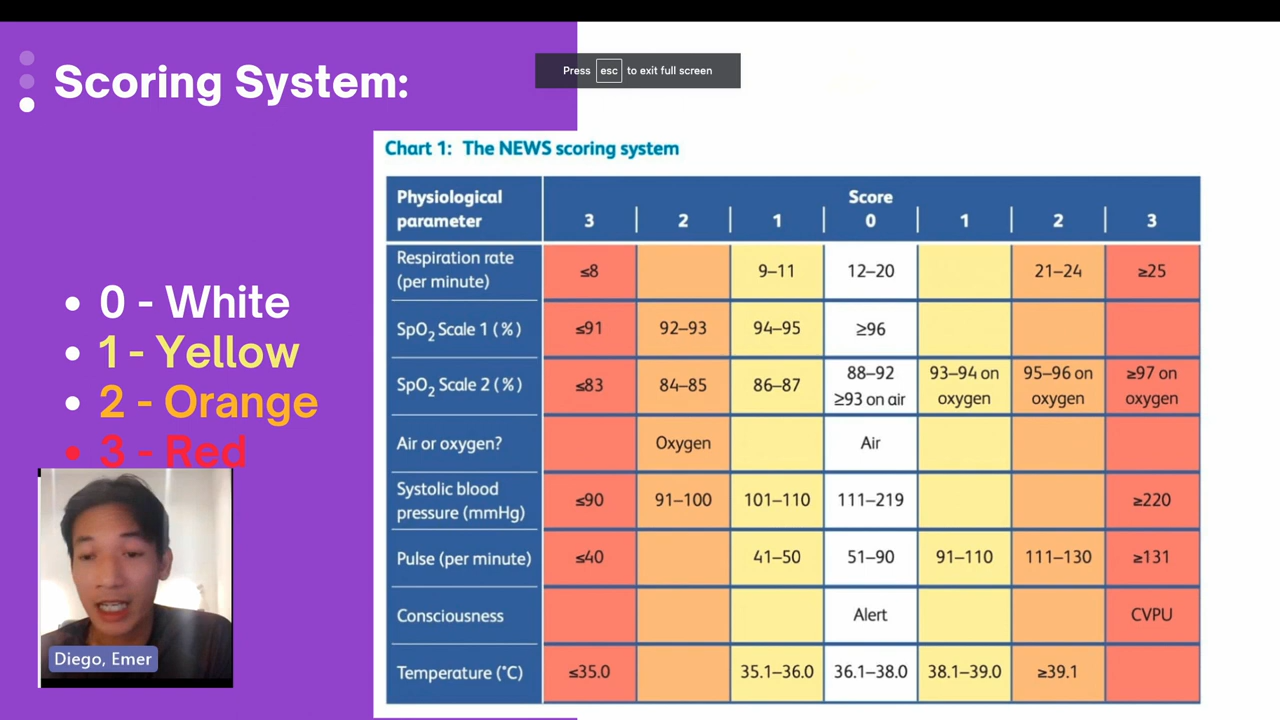 Scoring System:
Press esc to exit full screen
0 - White
1 - Yellow
2 - Orange
3 - Red
Diego, Emer
Chart 1: The NEWS scoring system
Physiological parameter
Score
3 2 1 0 1 2 3
Respiration rate (per minute) ≤8 9–11 12–20 21–24 ≥25
SpO2 Scale 1 (%) ≤91 92–93 94–95 ≥96
SpO2 Scale 2 (%) ≤83 84–85 86–87 88–92 ≥93 on air 93–94 on oxygen 95–96 on oxygen ≥97 on oxygen
Air or oxygen? Oxygen Air
Systolic blood pressure (mmHg) ≤90 91–100 101–110 111–219 ≥220
Pulse (per minute) ≤40 41–50 51–90 91–110 111–130 ≥131
Consciousness Alert CVPU
Temperature (°C) ≤35.0 35.1–36.0 36.1–38.0 38.1–39.0 ≥39.1